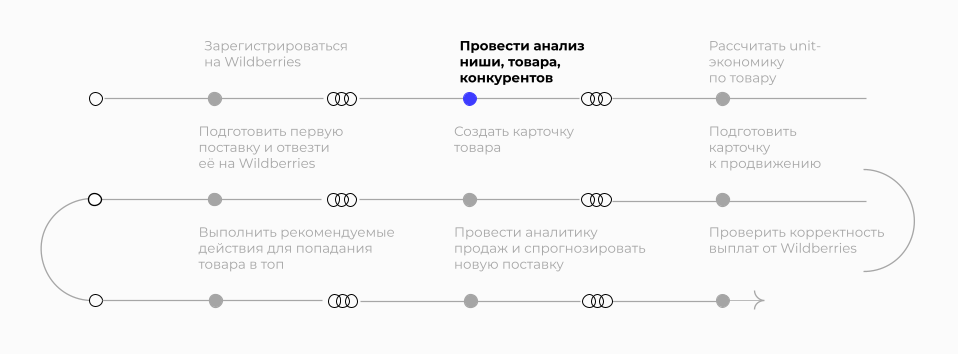 Зарегистрироваться
на Wildberries
Провести анализ
ниши, товара,
конкурентов
Рассчитать unit-
экономику
по товару
Подготовить первую
поставку и отвезти
её на Wildberries
Создать карточку
товара
Подготовить
карточку
к продвижению
Выполнить рекомендуемые
действия для попадания
товара в топ
Провести аналитику
продаж и спрогнозировать
новую поставку
Проверить корректность
выплат от Wildberries